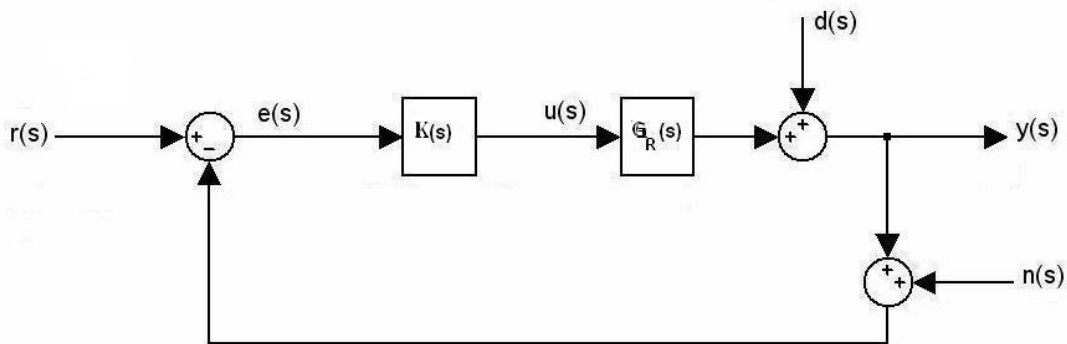 d(s)
r(s)
+
−
e(s)
K(s)
u(s)
G_R(s)
+
+
y(s)
+
+
n(s)